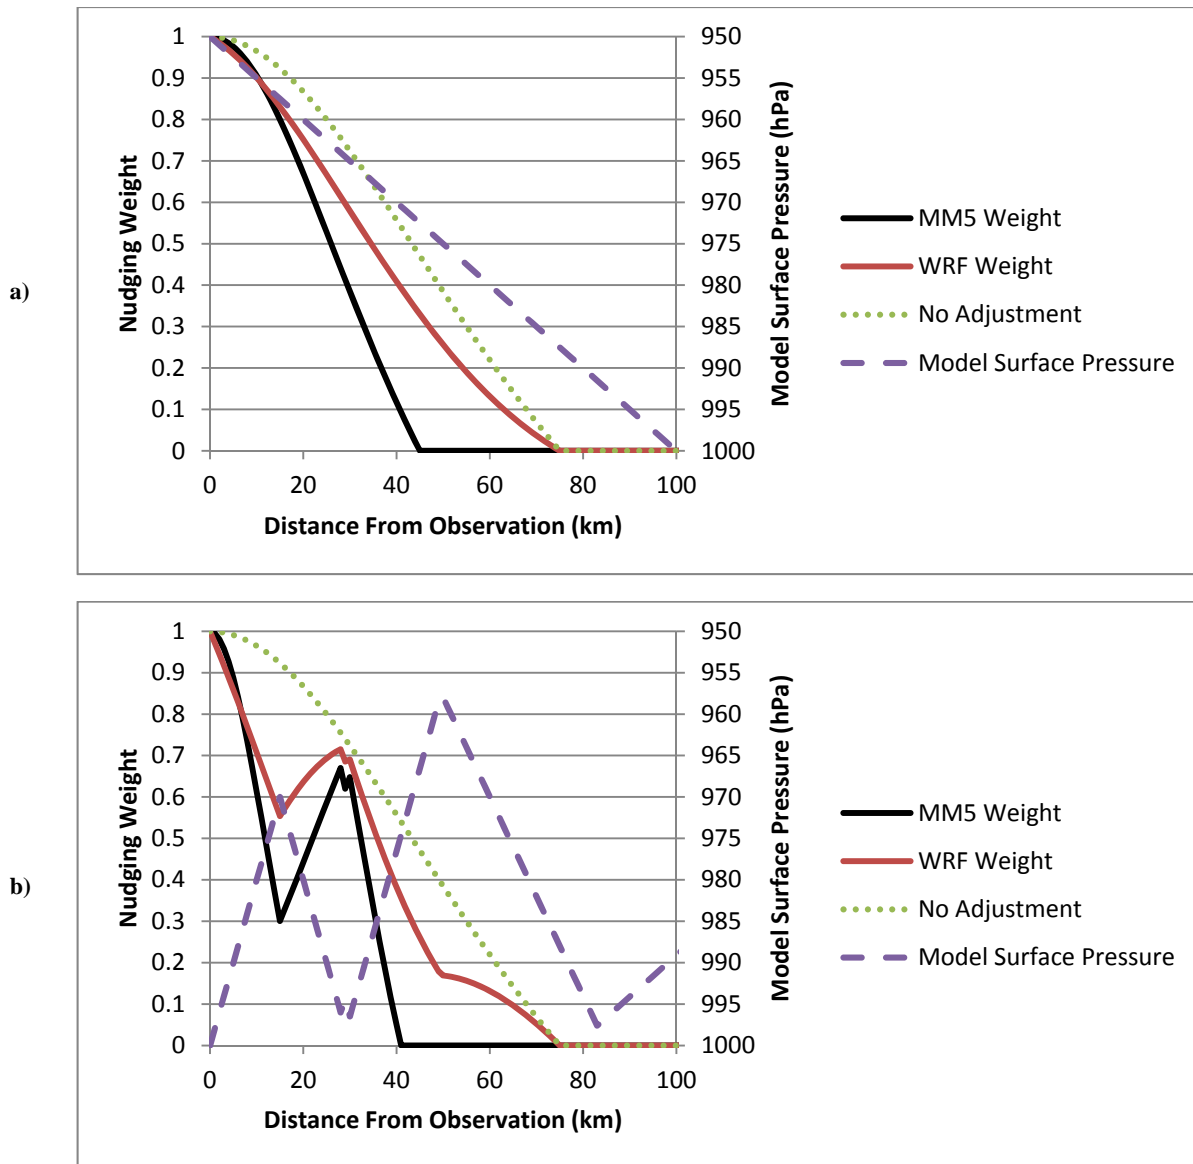 a)
Nudging Weight
1
0.9
0.8
0.7
0.6
0.5
0.4
0.3
0.2
0.1
0
0 20 40 60 80 100
Distance From Observation (km)
950
955
960
965
970
975
980
985
990
995
1000
Model Surface Pressure (hPa)
MM5 Weight
WRF Weight
No Adjustment
Model Surface Pressure
b)
Nudging Weight
1
0.9
0.8
0.7
0.6
0.5
0.4
0.3
0.2
0.1
0
0 20 40 60 80 100
Distance From Observation (km)
950
955
960
965
970
975
980
985
990
995
1000
Model Surface Pressure (hPa)
MM5 Weight
WRF Weight
No Adjustment
Model Surface Pressure